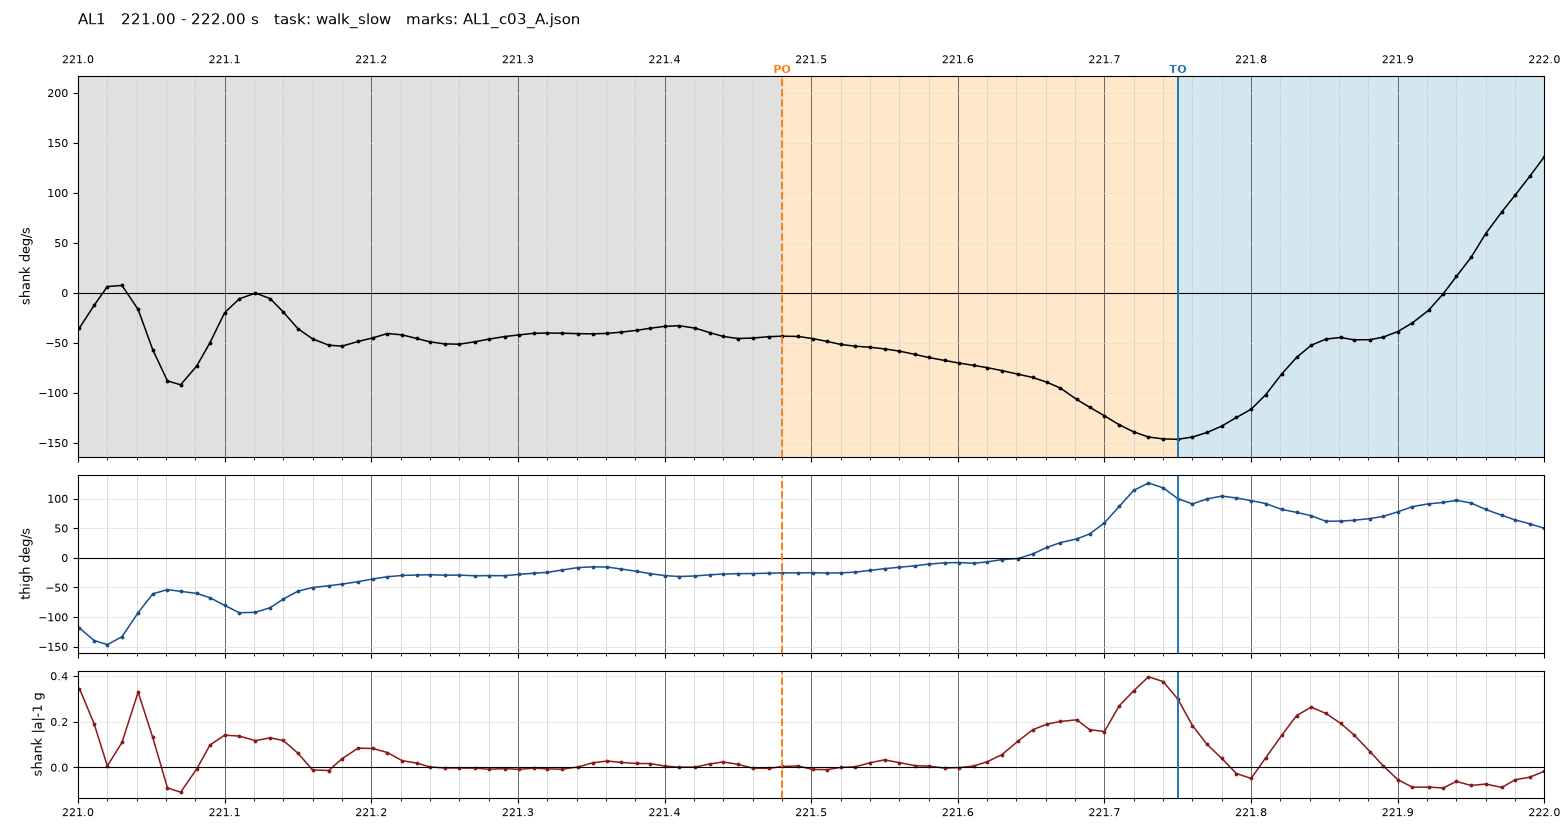 AL1   221.00 - 222.00 s   task: walk_slow   marks: AL1_c03_A.json
221.0 221.1 221.2 221.3 221.4 221.5 221.6 221.7 221.8 221.9 222.0
PO TO
200
150
100
50
0
−50
−100
−150
shank deg/s
100
50
0
−50
−100
−150
thigh deg/s
0.4
0.2
0.0
shank |a|-1 g
221.0 221.1 221.2 221.3 221.4 221.5 221.6 221.7 221.8 221.9 222.0